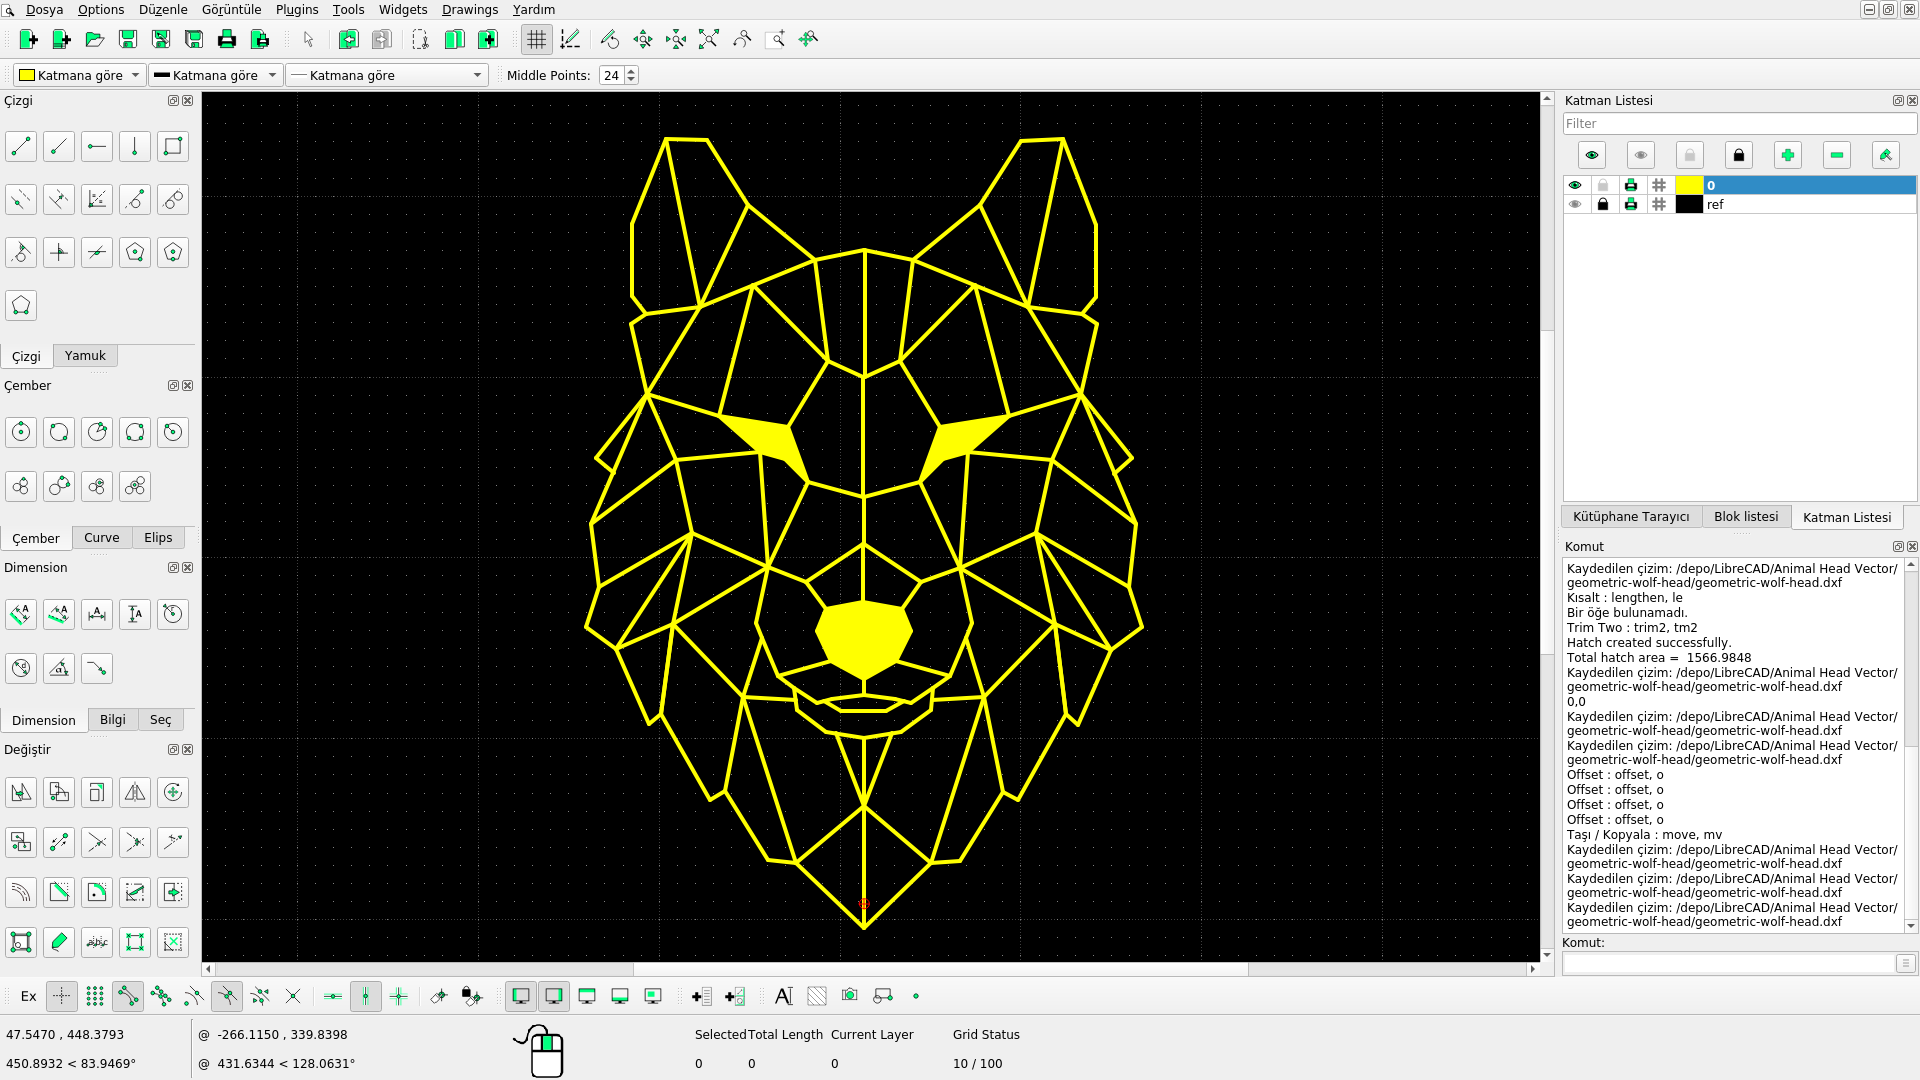 Dosya Options Düzenle Görüntüle Plugins Tools Widgets Drawings Yardım
Katmana göre Katmana göre Katmana göre Middle Points: 24
Çizgi
Çizgi Yamuk
Çember
Çember Curve Elips
Dimension
Dimension Bilgi Seç
Değiştir
Katman Listesi
Filter
0
ref
Kütüphane Tarayıcı Blok listesi Katman Listesi
Komut
Kaydedilen çizim: /depo/LibreCAD/Animal Head Vector/
geometric-wolf-head/geometric-wolf-head.dxf
Kısalt : lengthen, le
Bir öğe bulunamadı.
Trim Two : trim2, tm2
Hatch created successfully.
Total hatch area = 1566.9848
Kaydedilen çizim: /depo/LibreCAD/Animal Head Vector/
geometric-wolf-head/geometric-wolf-head.dxf
0,0
Kaydedilen çizim: /depo/LibreCAD/Animal Head Vector/
geometric-wolf-head/geometric-wolf-head.dxf
Kaydedilen çizim: /depo/LibreCAD/Animal Head Vector/
geometric-wolf-head/geometric-wolf-head.dxf
Offset : offset, o
Offset : offset, o
Offset : offset, o
Offset : offset, o
Taşı / Kopyala : move, mv
Kaydedilen çizim: /depo/LibreCAD/Animal Head Vector/
geometric-wolf-head/geometric-wolf-head.dxf
Kaydedilen çizim: /depo/LibreCAD/Animal Head Vector/
geometric-wolf-head/geometric-wolf-head.dxf
Kaydedilen çizim: /depo/LibreCAD/Animal Head Vector/
geometric-wolf-head/geometric-wolf-head.dxf
Komut:
Ex
47.5470 , 448.3793 @ -266.1150 , 339.8398 Selected Total Length Current Layer Grid Status
450.8932 < 83.9469° @ 431.6344 < 128.0631° 0 0 0 10 / 100